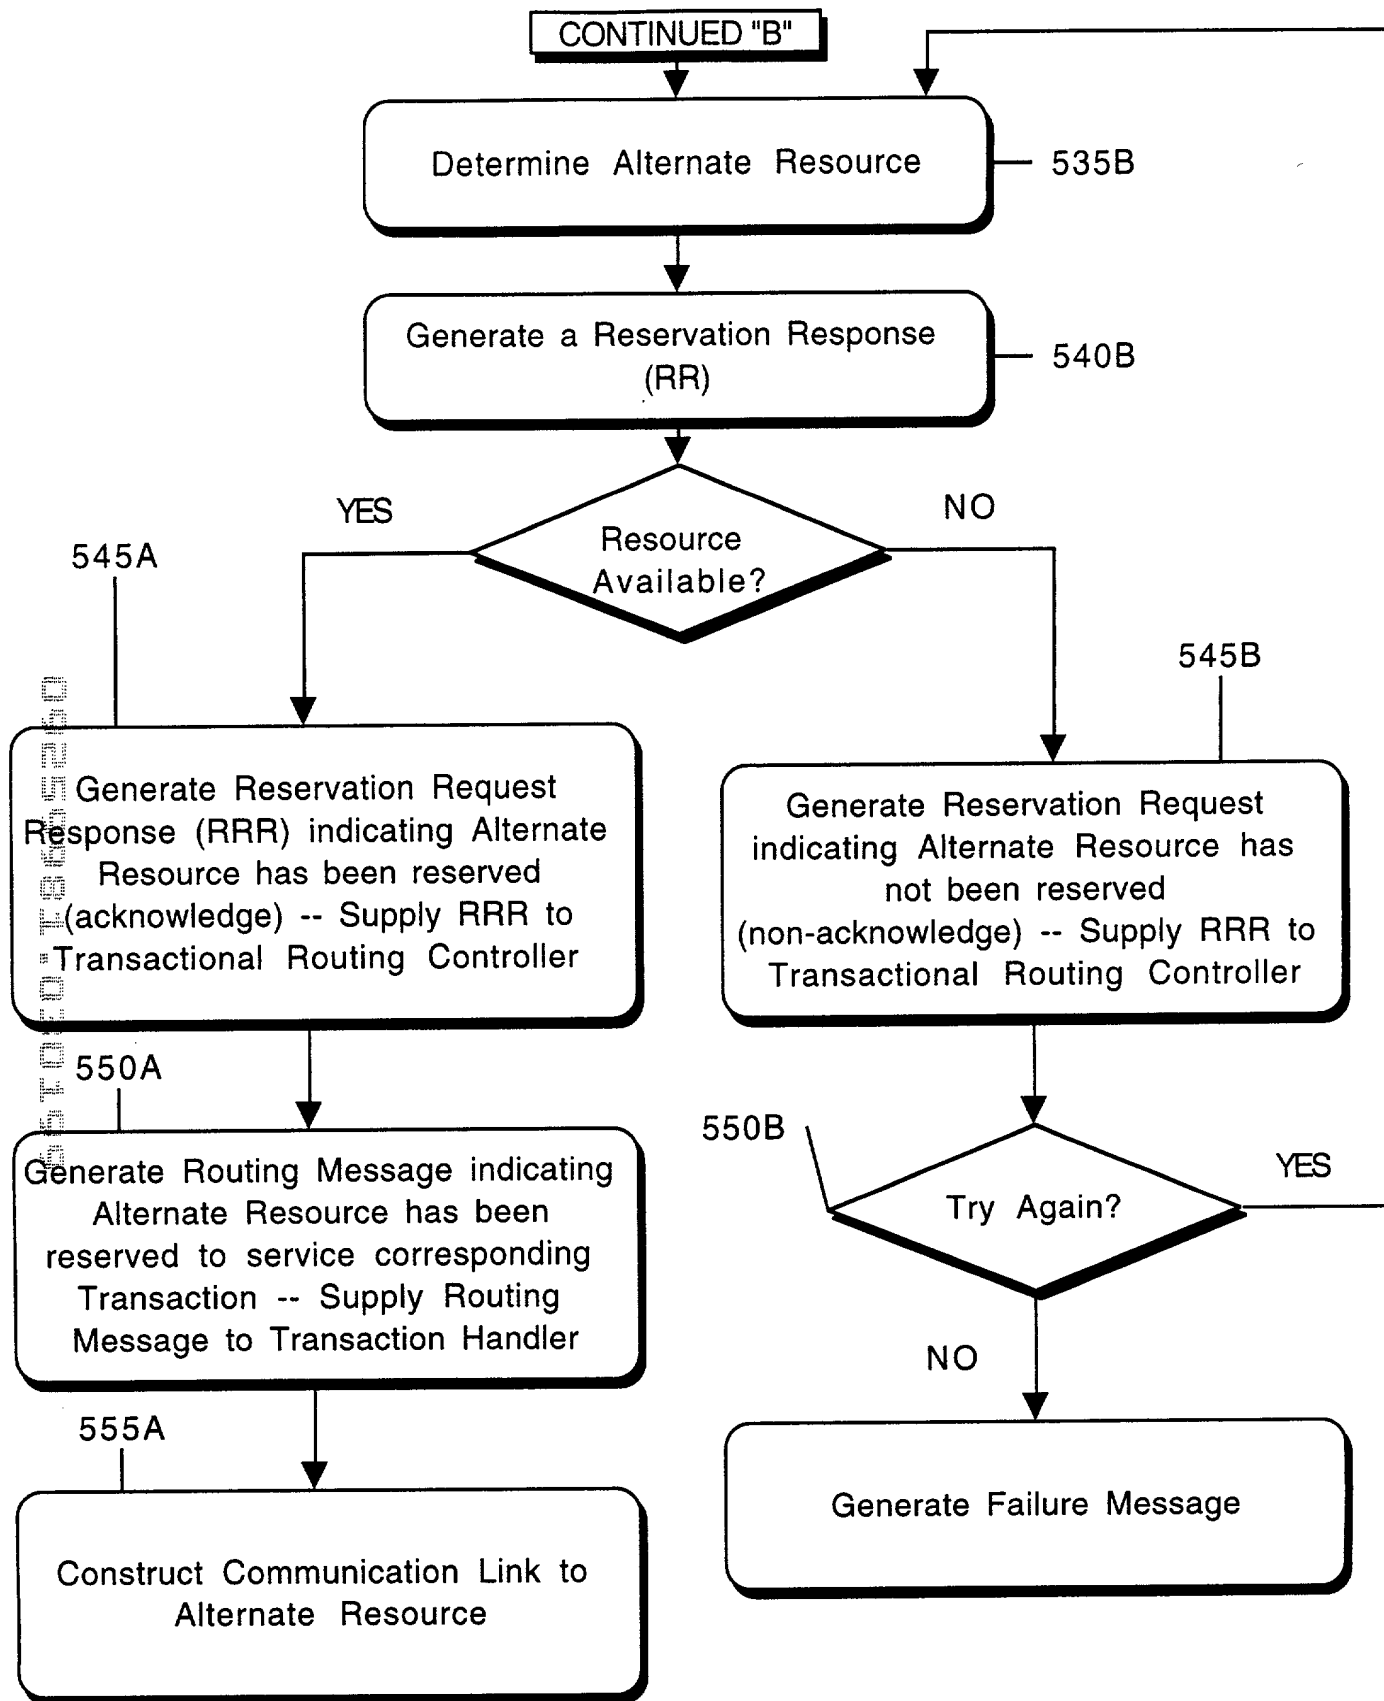 CONTINUED "B"
Determine Alternate Resource
535B
Generate a Reservation Response
(RR)
540B
YES
NO
Resource
Available?
545A
545B
Generate Reservation Request
Response (RRR) indicating Alternate
Resource has been reserved
(acknowledge) -- Supply RRR to
Transactional Routing Controller
Generate Reservation Request
indicating Alternate Resource has
not been reserved
(non-acknowledge) -- Supply RRR to
Transactional Routing Controller
550A
550B
Generate Routing Message indicating
Alternate Resource has been
reserved to service corresponding
Transaction -- Supply Routing
Message to Transaction Handler
Try Again?
YES
NO
555A
Construct Communication Link to
Alternate Resource
Generate Failure Message